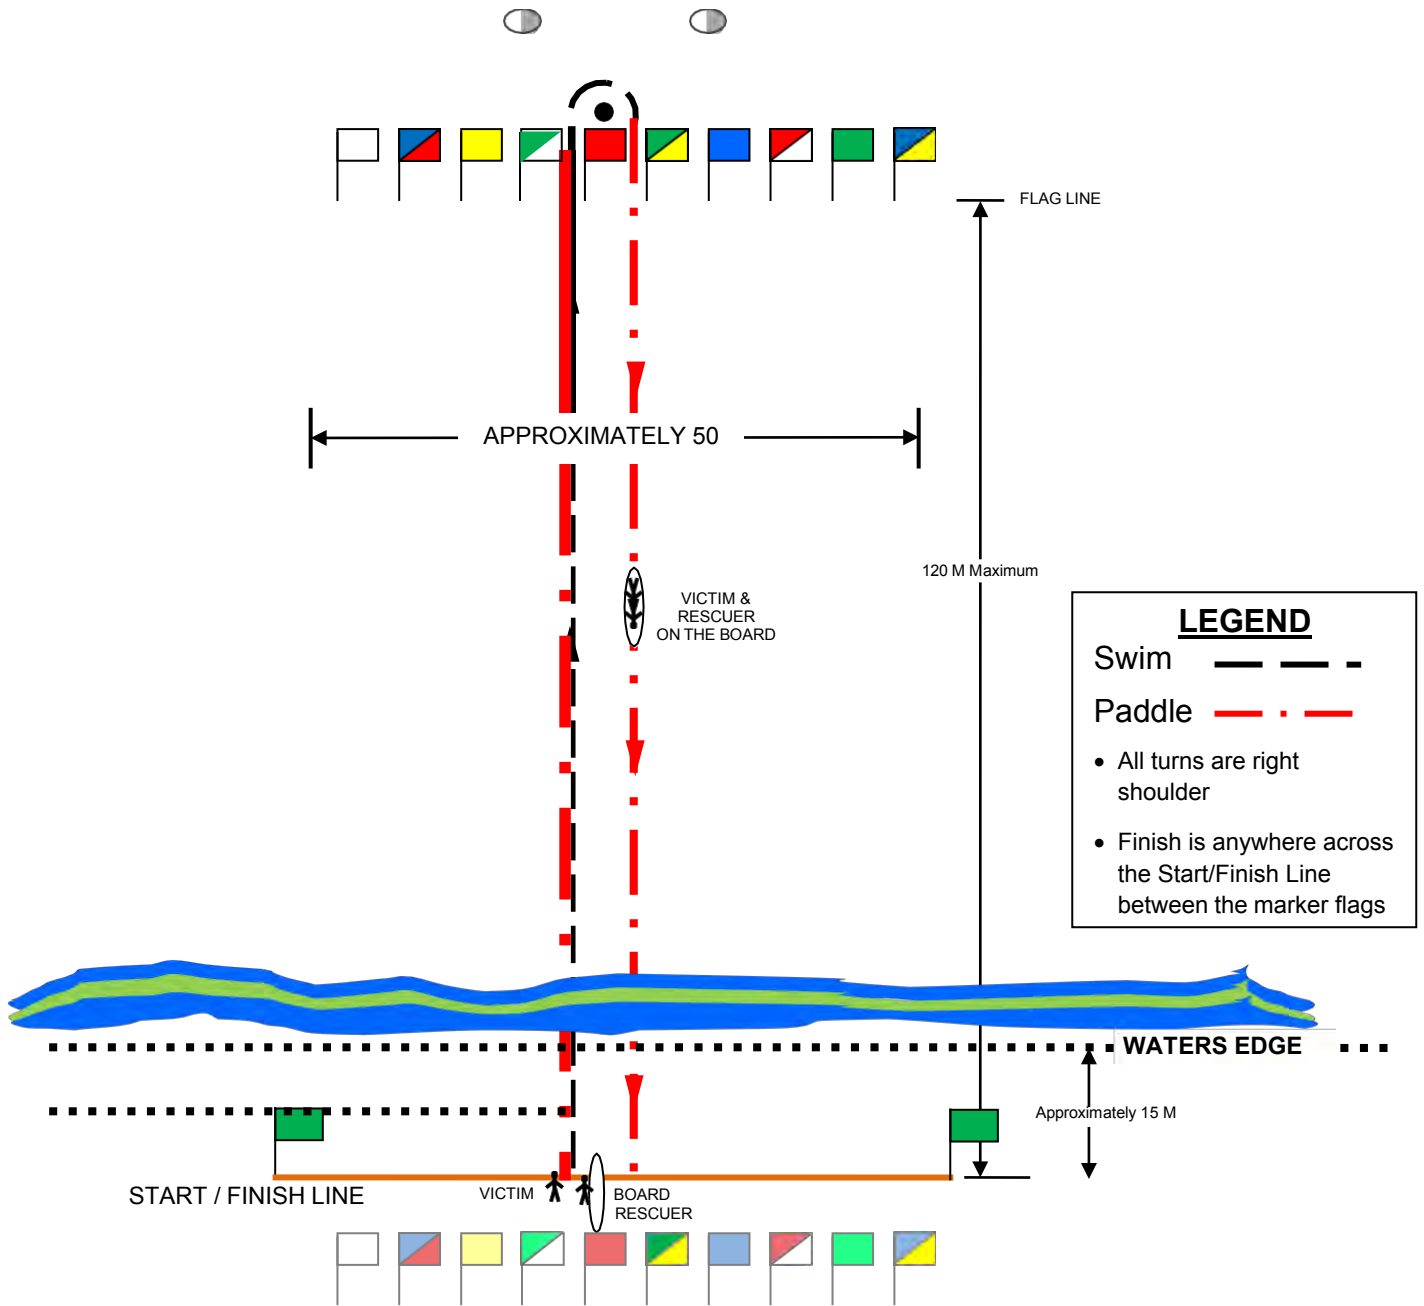 FLAG LINE
APPROXIMATELY 50
120 M Maximum
VICTIM &
RESCUER
ON THE BOARD
LEGEND
Swim
Paddle
• All turns are right
shoulder
• Finish is anywhere across
the Start/Finish Line
between the marker flags
WATERS EDGE
Approximately 15 M
START / FINISH LINE
VICTIM
BOARD
RESCUER